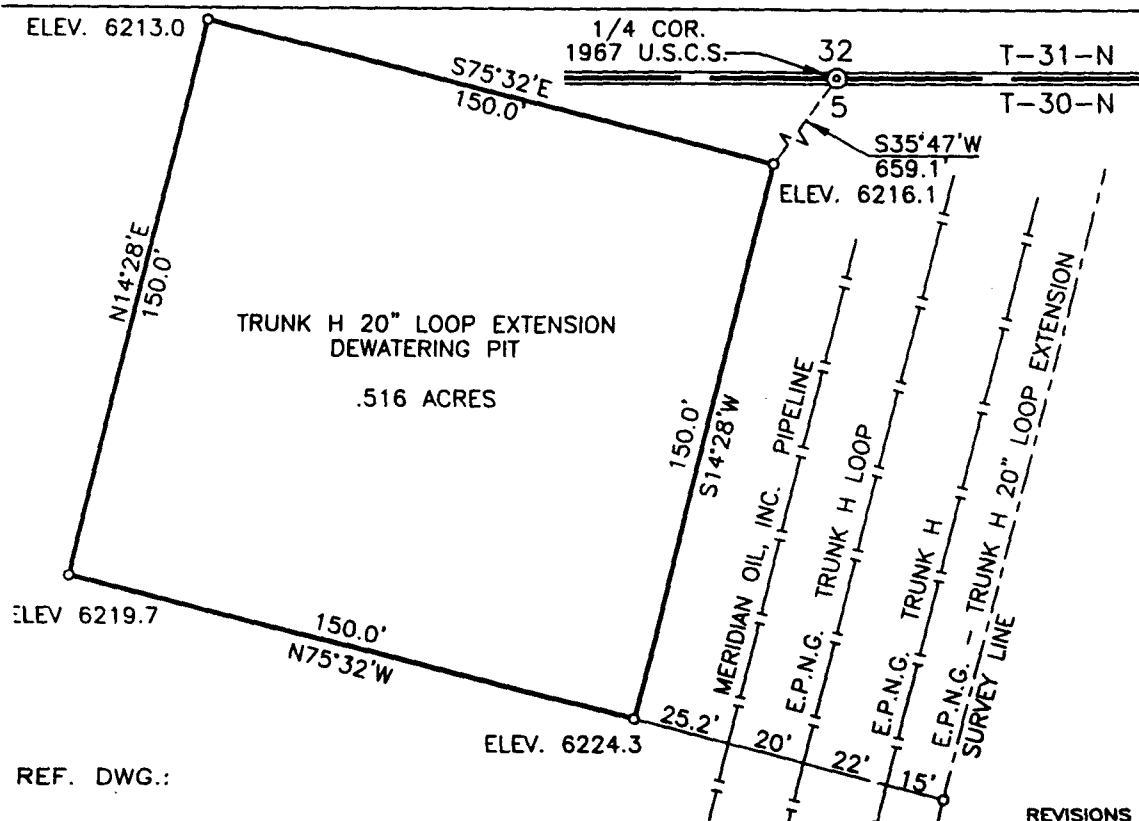 ELEV. 6213.0
1/4 COR.
1967 U.S.C.S.
32
T-31-N
5
T-30-N
S75°32'E
150.0'
S35°47'W
659.1'
ELEV. 6216.1
N14°28'E
150.0'
TRUNK H 20" LOOP EXTENSION
DEWATERING PIT
.516 ACRES
150.0'
S14°28'W
MERIDIAN OIL, INC. PIPELINE
E.P.N.G. TRUNK H LOOP
E.P.N.G. TRUNK H
E.P.N.G. - TRUNK H 20" LOOP EXTENSION
SURVEY LINE
ELEV 6219.7
150.0'
N75°32'W
ELEV. 6224.3
25.2'
20'
22'
15'
REF. DWG.:
REVISIONS